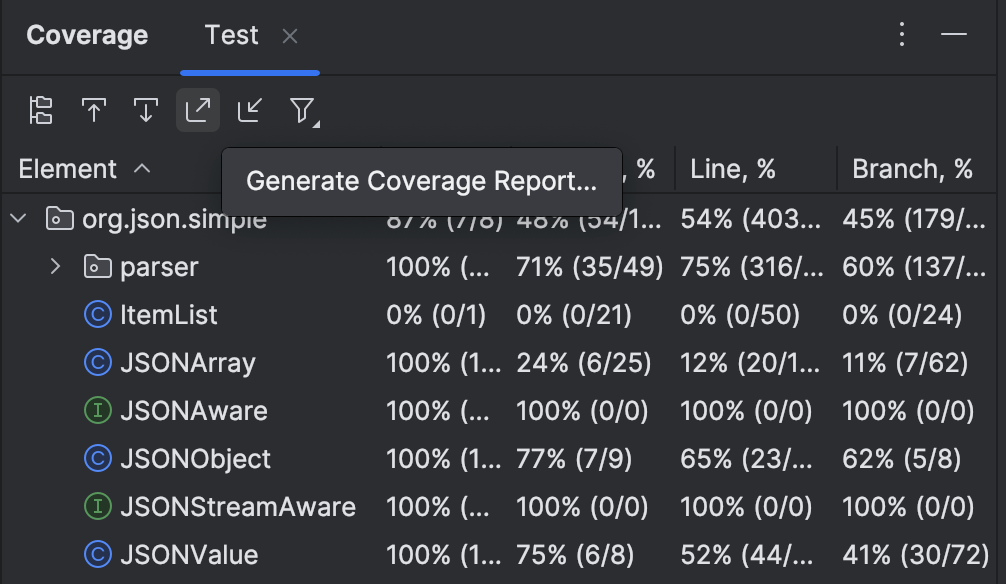 Coverage Test
Generate Coverage Report...
Element , % Line, % Branch, %
org.json.simple 87% (7/8) 48% (54/1... 54% (403... 45% (179/...
parser 100% (... 71% (35/49) 75% (316/... 60% (137/...
ItemList 0% (0/1) 0% (0/21) 0% (0/50) 0% (0/24)
JSONArray 100% (1... 24% (6/25) 12% (20/1... 11% (7/62)
JSONAware 100% (... 100% (0/0) 100% (0/0) 100% (0/0)
JSONObject 100% (1... 77% (7/9) 65% (23/... 62% (5/8)
JSONStreamAware 100% (... 100% (0/0) 100% (0/0) 100% (0/0)
JSONValue 100% (1... 75% (6/8) 52% (44/... 41% (30/72)